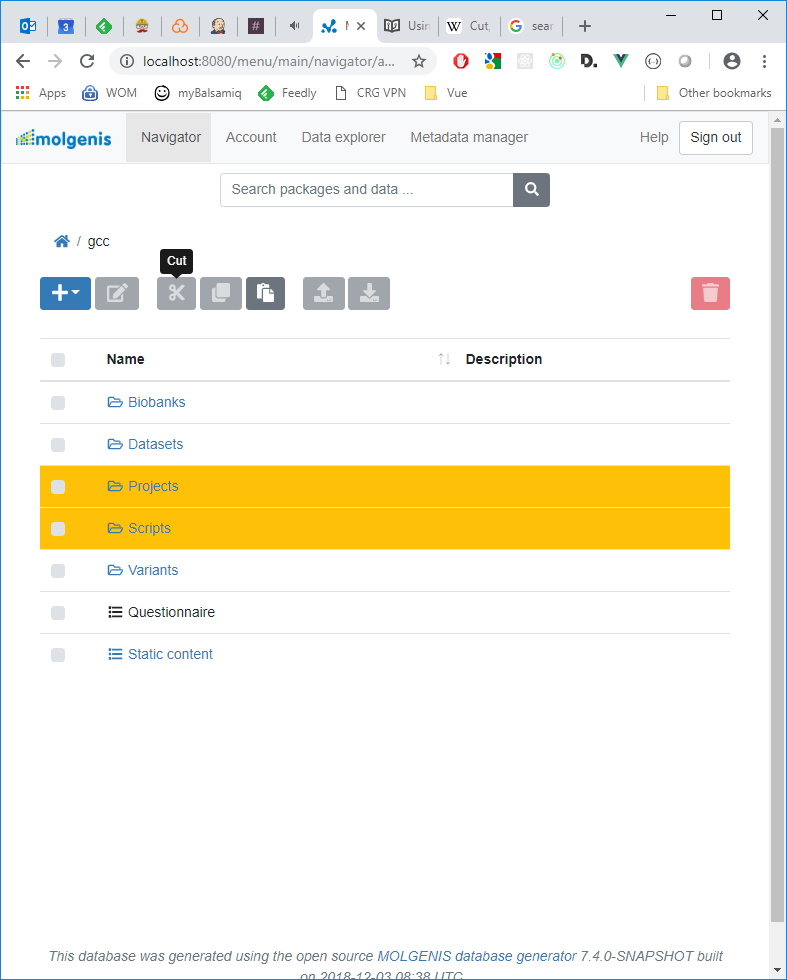 3
#
Usin
W Cut,
G sear
localhost:8080/menu/main/navigator/a...
Apps WOM myBalsamiq Feedly CRG VPN Vue Other bookmarks
molgenis Navigator Account Data explorer Metadata manager Help Sign out
Search packages and data ...
/ gcc
Cut
Name Description
Biobanks
Datasets
Projects
Scripts
Variants
Questionnaire
Static content
This database was generated using the open source MOLGENIS database generator 7.4.0-SNAPSHOT built
on 2018-12-03 08:38 UTC